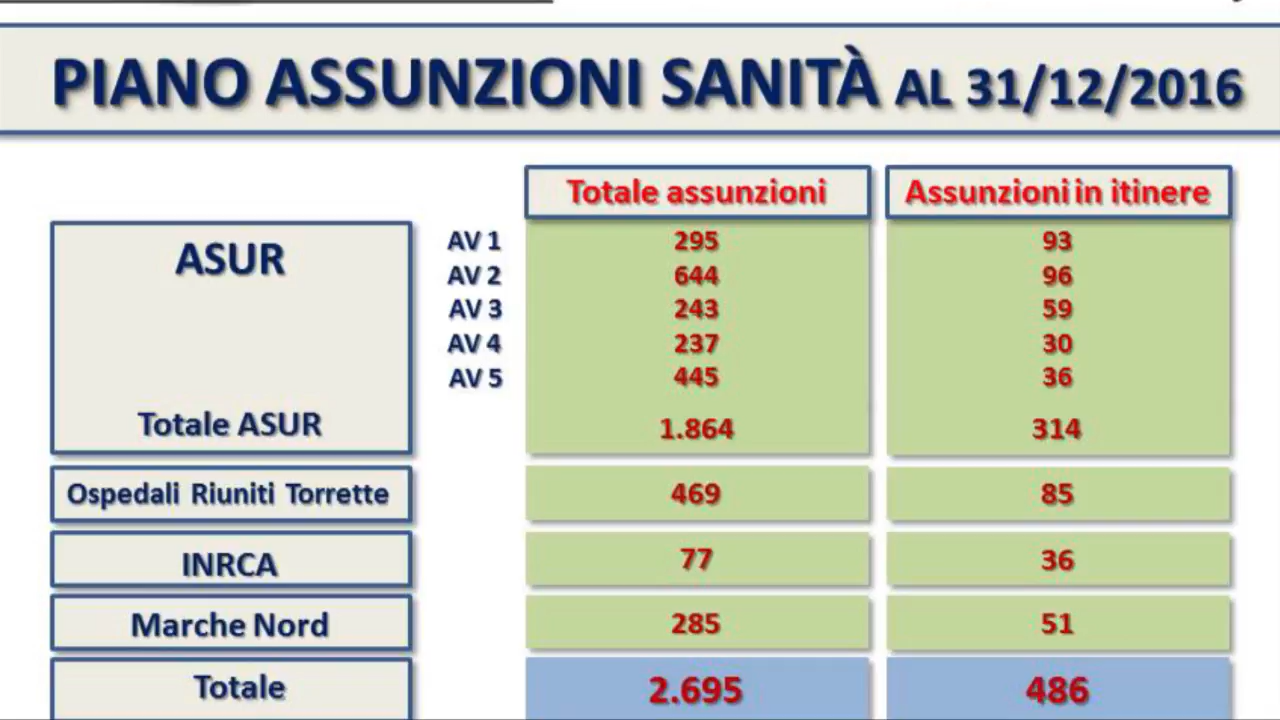 PIANO ASSUNZIONI SANITÀ AL 31/12/2016
Totale assunzioni Assunzioni in itinere
ASUR
AV 1 295 93
AV 2 644 96
AV 3 243 59
AV 4 237 30
AV 5 445 36
Totale ASUR 1.864 314
Ospedali Riuniti Torrette 469 85
INRCA 77 36
Marche Nord 285 51
Totale 2.695 486